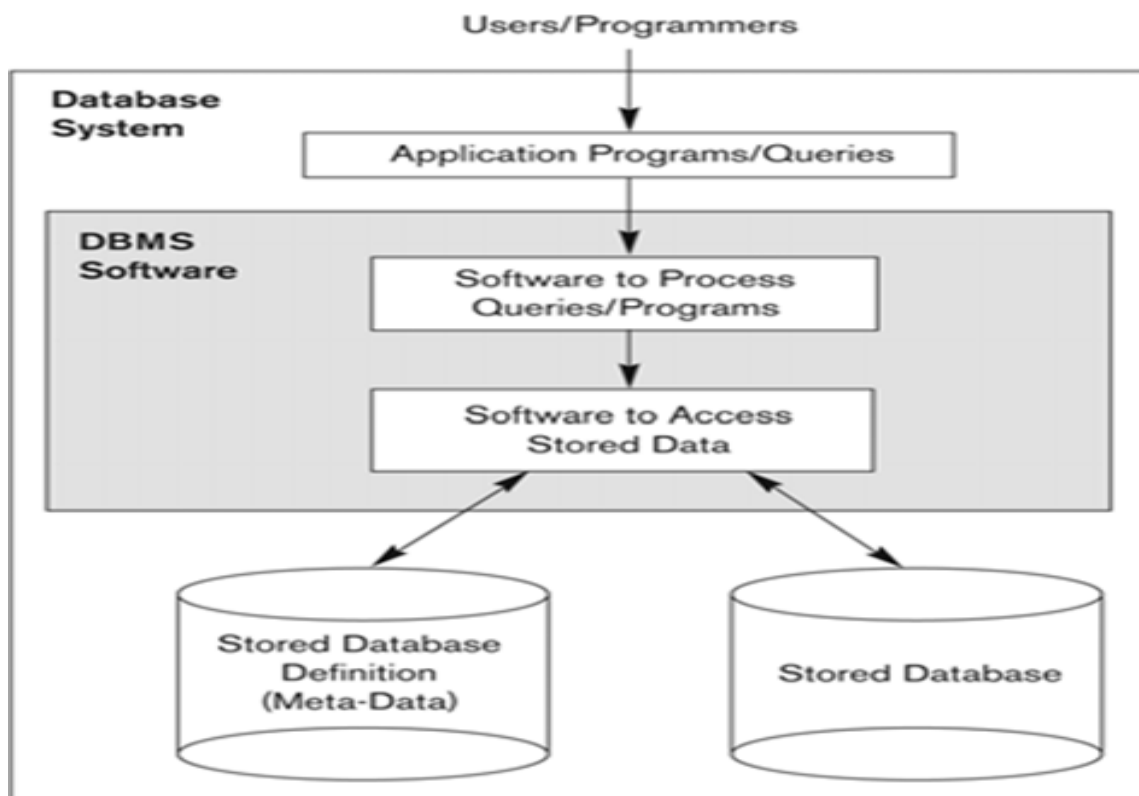 Users/Programmers
Database
System
Application Programs/Queries
DBMS
Software
Software to Process
Queries/Programs
Software to Access
Stored Data
Stored Database
Definition
(Meta-Data)
Stored Database